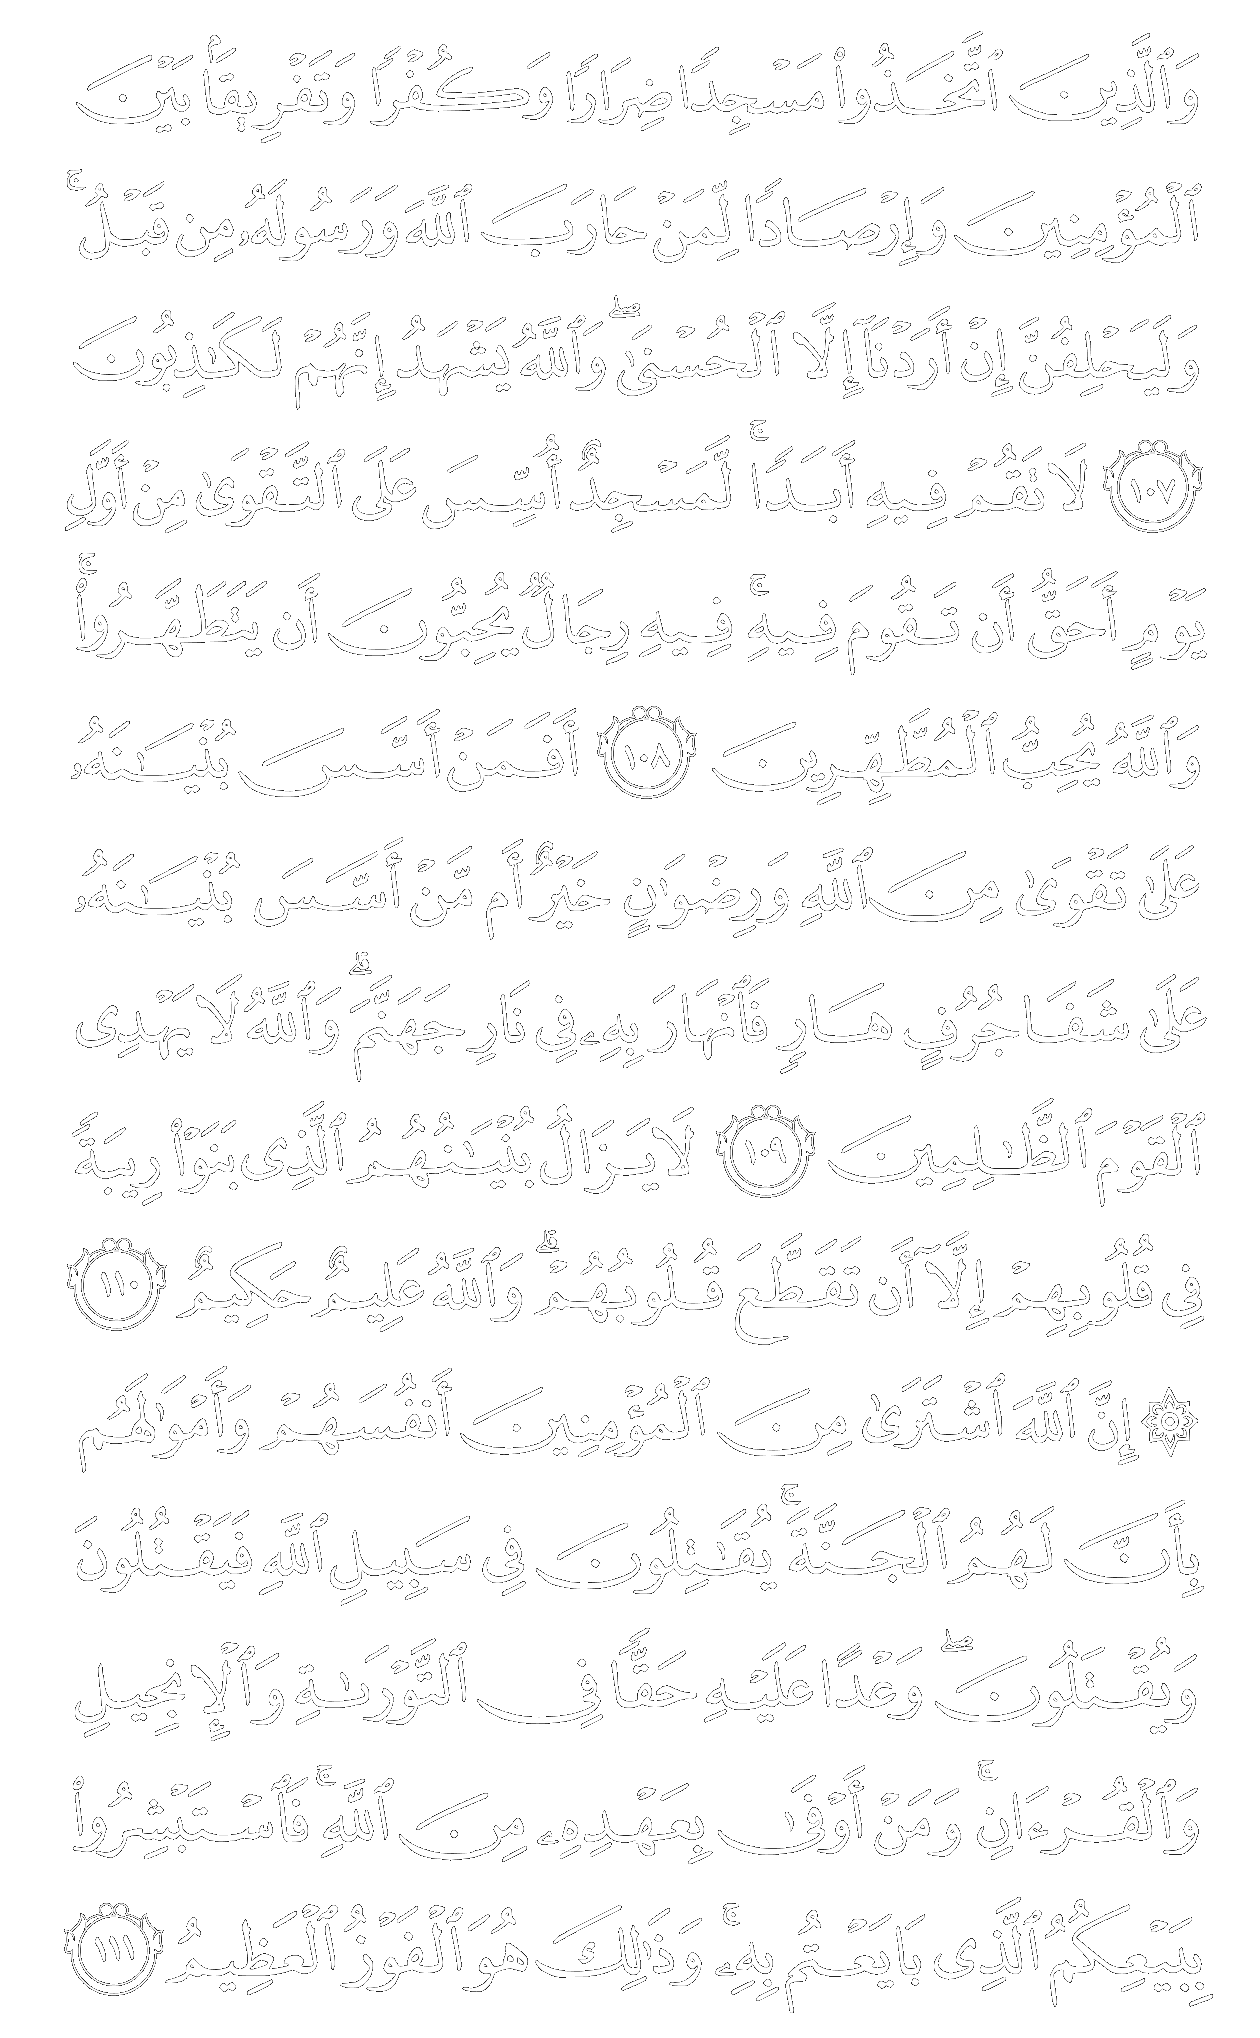 وَٱلَّذِينَ ٱتَّخَذُوا۟ مَسْجِدًا ضِرَارًا وَكُفْرًا وَتَفْرِيقًۢا بَيْنَ
ٱلْمُؤْمِنِينَ وَإِرْصَادًا لِّمَنْ حَارَبَ ٱللَّهَ وَرَسُولَهُۥ مِن قَبْلُ ۚ
وَلَيَحْلِفُنَّ إِنْ أَرَدْنَآ إِلَّا ٱلْحُسْنَىٰ ۖ وَٱللَّهُ يَشْهَدُ إِنَّهُمْ لَكَـٰذِبُونَ
١٠٧ لَا تَقُمْ فِيهِ أَبَدًا ۚ لَّمَسْجِدٌ أُسِّسَ عَلَى ٱلتَّقْوَىٰ مِنْ أَوَّلِ
يَوْمٍ أَحَقُّ أَن تَقُومَ فِيهِ ۚ فِيهِ رِجَالٌ يُحِبُّونَ أَن يَتَطَهَّرُوا۟ ۚ
وَٱللَّهُ يُحِبُّ ٱلْمُطَّهِّرِينَ ١٠٨ أَفَمَنْ أَسَّسَ بُنْيَـٰنَهُۥ
عَلَىٰ تَقْوَىٰ مِنَ ٱللَّهِ وَرِضْوَٰنٍ خَيْرٌ أَم مَّنْ أَسَّسَ بُنْيَـٰنَهُۥ
عَلَىٰ شَفَا جُرُفٍ هَارٍ فَٱنْهَارَ بِهِۦ فِى نَارِ جَهَنَّمَ ۗ وَٱللَّهُ لَا يَهْدِى
ٱلْقَوْمَ ٱلظَّـٰلِمِينَ ١٠٩ لَا يَزَالُ بُنْيَـٰنُهُمُ ٱلَّذِى بَنَوْا۟ رِيبَةً
فِى قُلُوبِهِمْ إِلَّآ أَن تَقَطَّعَ قُلُوبُهُمْ ۗ وَٱللَّهُ عَلِيمٌ حَكِيمٌ ١١٠
۞ إِنَّ ٱللَّهَ ٱشْتَرَىٰ مِنَ ٱلْمُؤْمِنِينَ أَنفُسَهُمْ وَأَمْوَٰلَهُم
بِأَنَّ لَهُمُ ٱلْجَنَّةَ ۚ يُقَـٰتِلُونَ فِى سَبِيلِ ٱللَّهِ فَيَقْتُلُونَ
وَيُقْتَلُونَ ۖ وَعْدًا عَلَيْهِ حَقًّا فِى ٱلتَّوْرَىٰةِ وَٱلْإِنجِيلِ
وَٱلْقُرْءَانِ ۚ وَمَنْ أَوْفَىٰ بِعَهْدِهِۦ مِنَ ٱللَّهِ ۚ فَٱسْتَبْشِرُوا۟
بِبَيْعِكُمُ ٱلَّذِى بَايَعْتُم بِهِۦ ۚ وَذَٰلِكَ هُوَ ٱلْفَوْزُ ٱلْعَظِيمُ ١١١